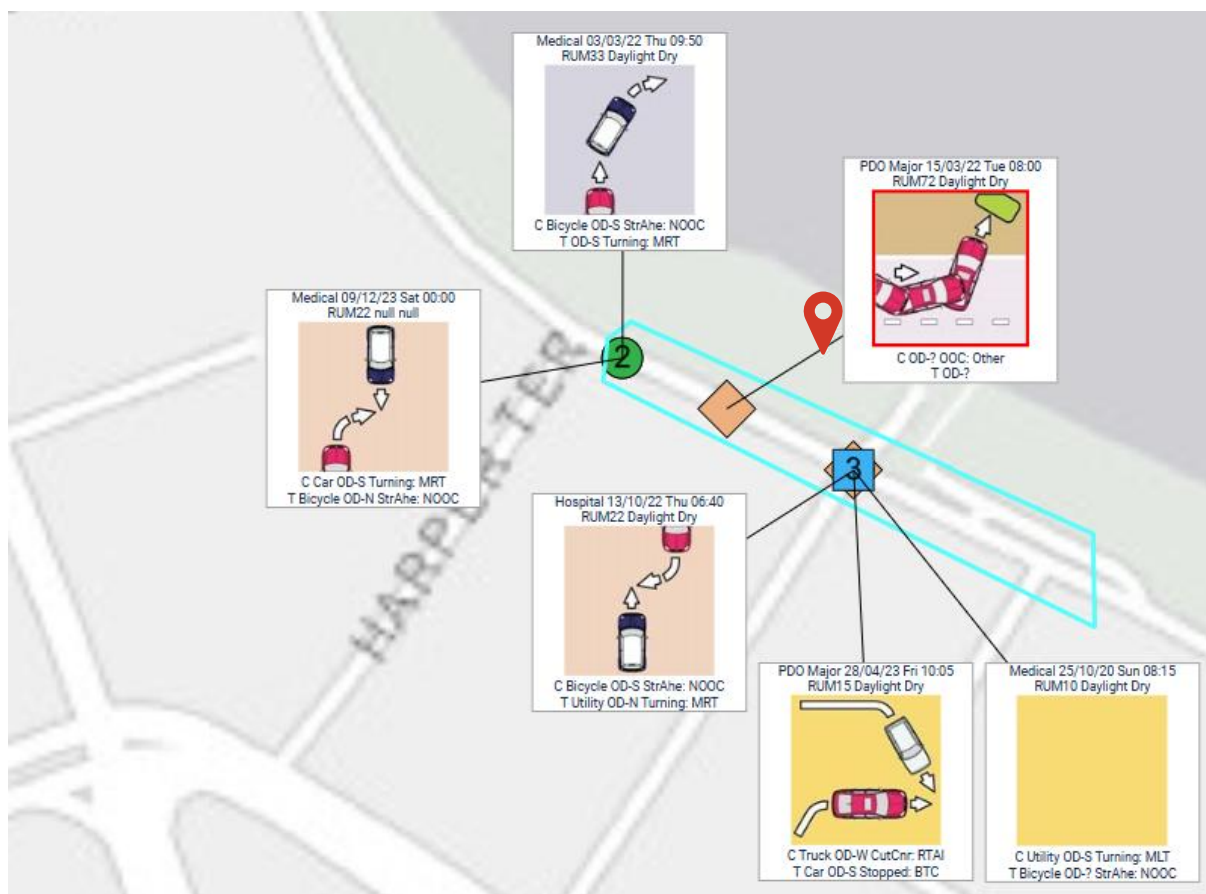 Medical 03/03/22 Thu 09:50
RUM33 Daylight Dry
C Bicycle OD-S StrAhe: NOOC
T OD-S Turning: MRT
PDO Major 15/03/22 Tue 08:00
RUM72 Daylight Dry
C OD-? OOC: Other
T OD-?
Medical 09/12/23 Sat 00:00
RUM22 null null
C Car OD-S Turning: MRT
T Bicycle OD-N StrAhe: NOOC
2
HARPER TER
3
Hospital 13/10/22 Thu 06:40
RUM22 Daylight Dry
C Bicycle OD-S StrAhe: NOOC
T Utility OD-N Turning: MRT
PDO Major 28/04/23 Fri 10:05
RUM15 Daylight Dry
C Truck OD-W CutCnr: RTAI
T Car OD-S Stopped: BTC
Medical 25/10/20 Sun 08:15
RUM10 Daylight Dry
C Utility OD-S Turning: MLT
T Bicycle OD-? StrAhe: NOOC